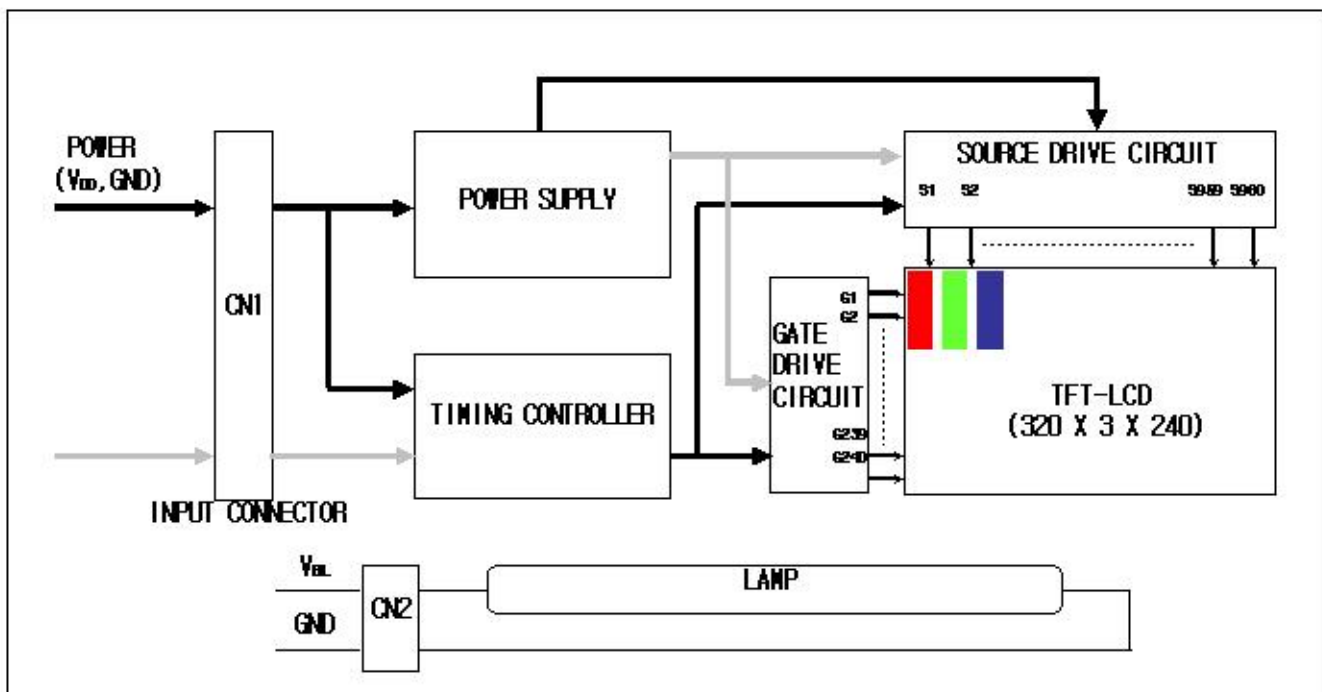 POWER
(VDD,GND)
CN1
INPUT CONNECTOR
POWER SUPPLY
TIMING CONTROLLER
SOURCE DRIVE CIRCUIT
S1 S2 S959 S960
GATE
DRIVE
CIRCUIT
G1
G2
G239
G240
TFT-LCD
(320 X 3 X 240)
VBL
GND
CN2
LAMP